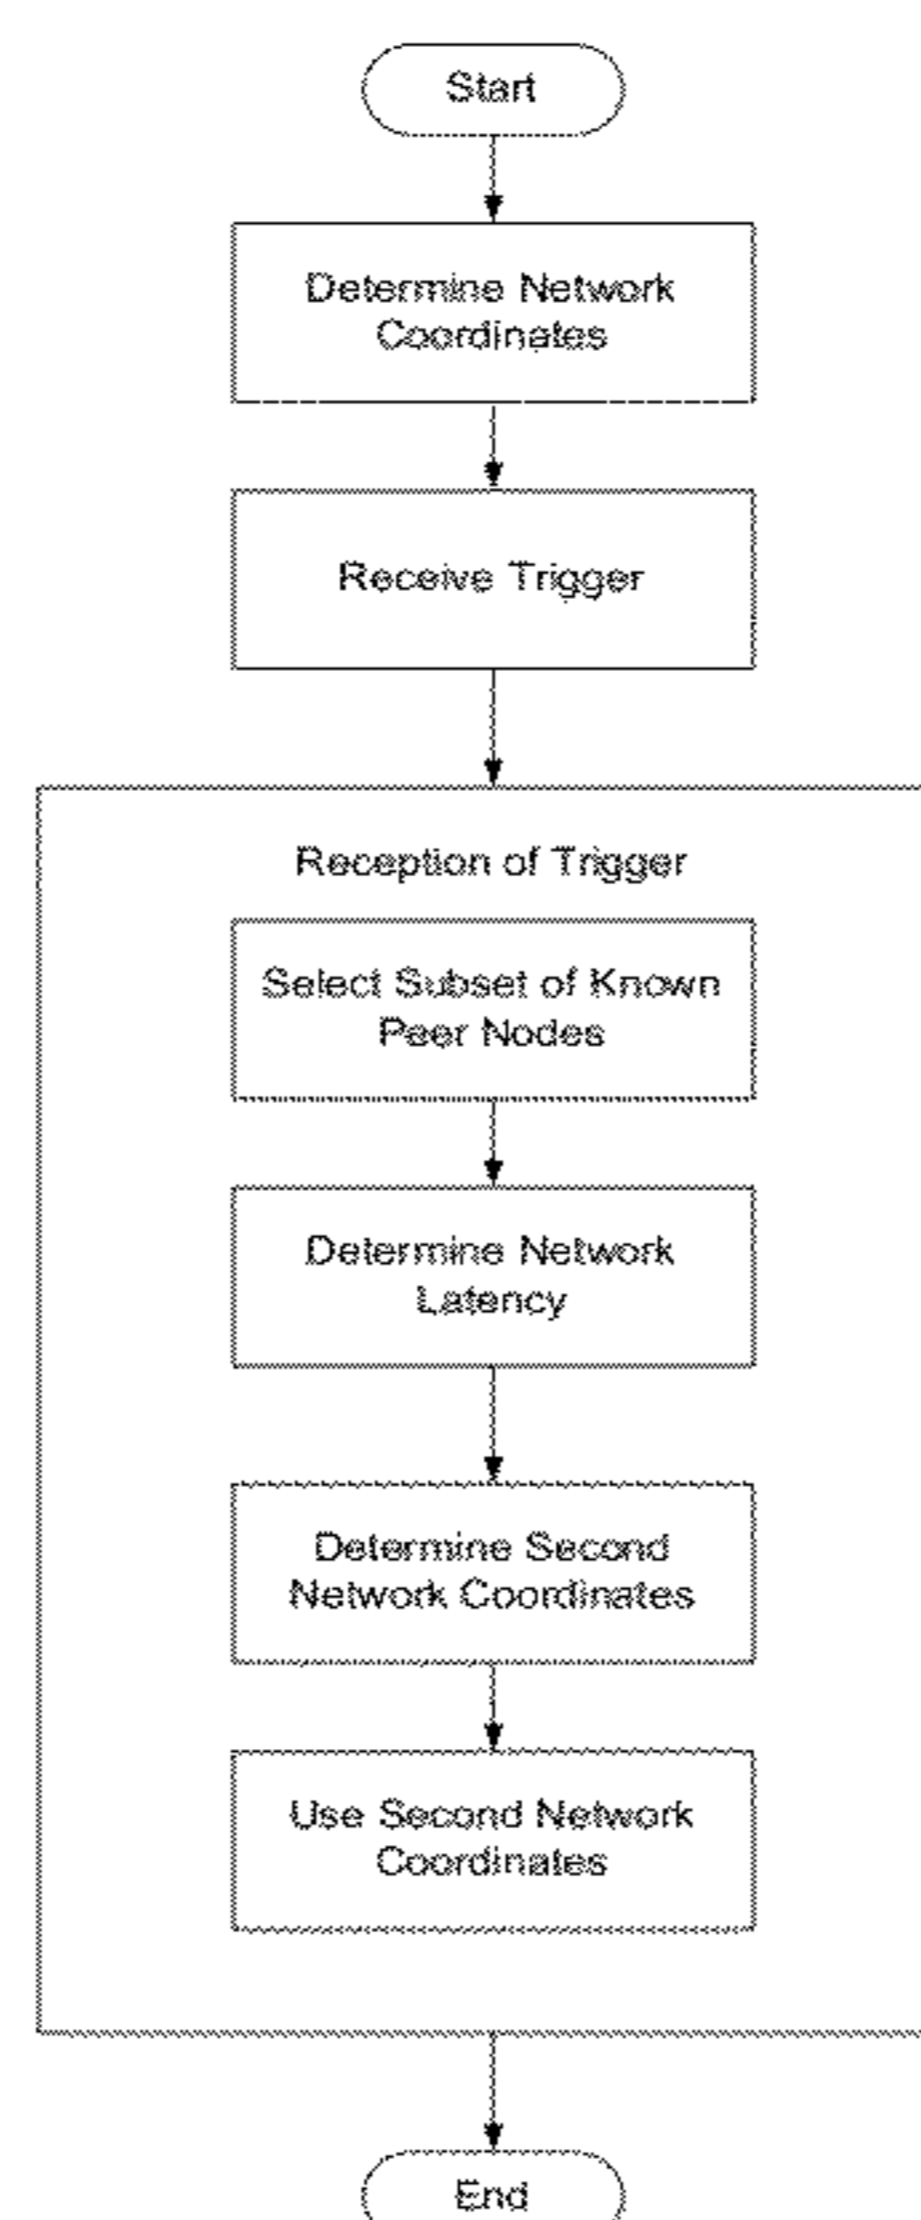 Start
Determine Network
Coordinates
Receive Trigger
Reception of Trigger
Select Subset of Known
Peer Nodes
Determine Network
Latency
Determine Second
Network Coordinates
Use Second Network
Coordinates
End